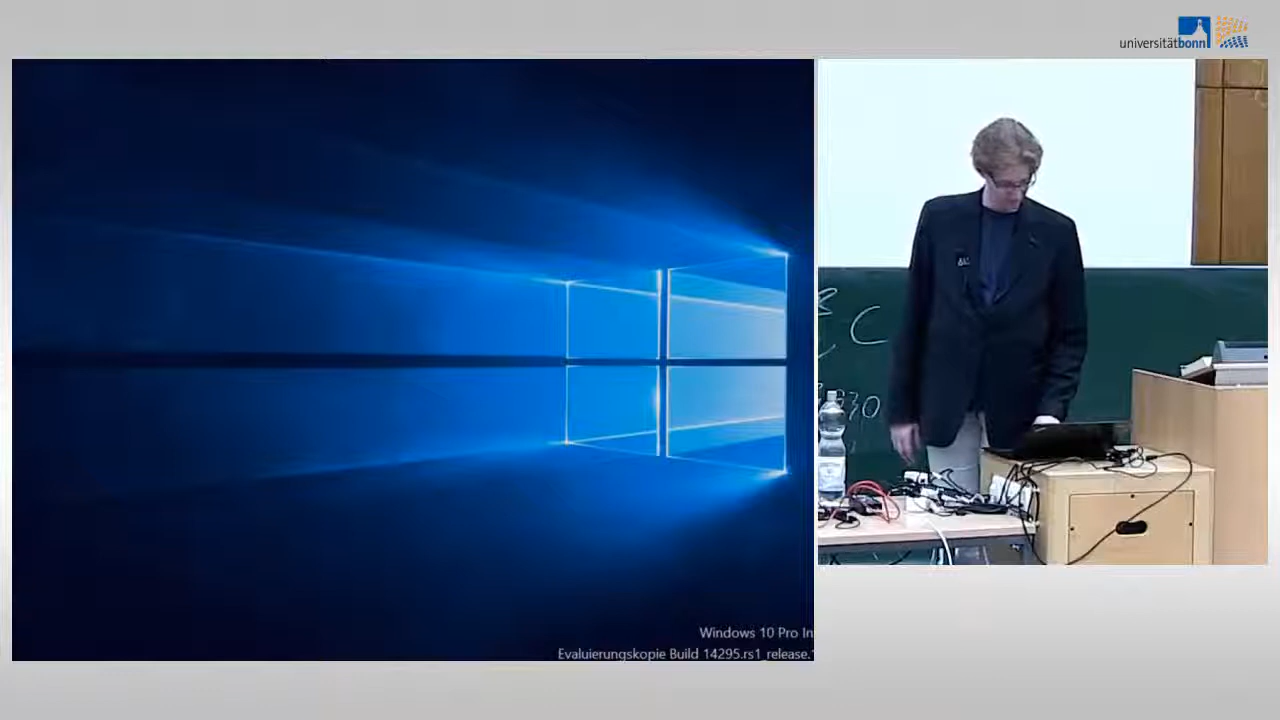 universitätbonn
Windows 10 Pro In
Evaluierungskopie Build 14295.rs1_release.
C